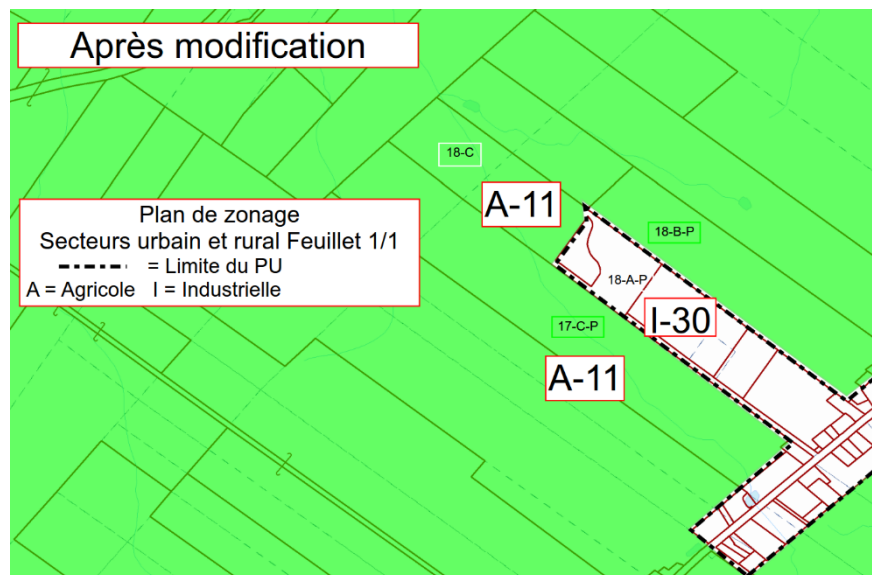 Après modification
18-C
A-11
Plan de zonage
Secteurs urbain et rural Feuillet 1/1
= Limite du PU
A = Agricole I = Industrielle
18-B-P
18-A-P
I-30
17-C-P
A-11